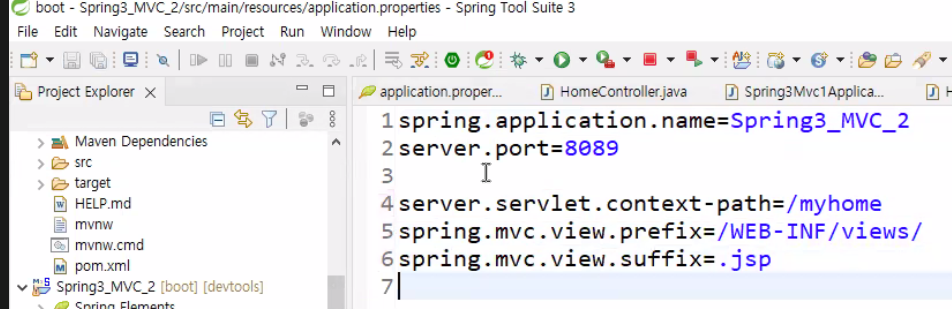 boot - Spring3_MVC_2/src/main/resources/application.properties - Spring Tool Suite 3
File Edit Navigate Search Project Run Window Help
Project Explorer
application.proper... HomeController.java Spring3Mvc1Applica...
Maven Dependencies
src
target
HELP.md
mvnw
mvnw.cmd
pom.xml
Spring3_MVC_2 [boot] [devtools]
Spring Elements
1 spring.application.name=Spring3_MVC_2
2 server.port=8089
3
4 server.servlet.context-path=/myhome
5 spring.mvc.view.prefix=/WEB-INF/views/
6 spring.mvc.view.suffix=.jsp
7